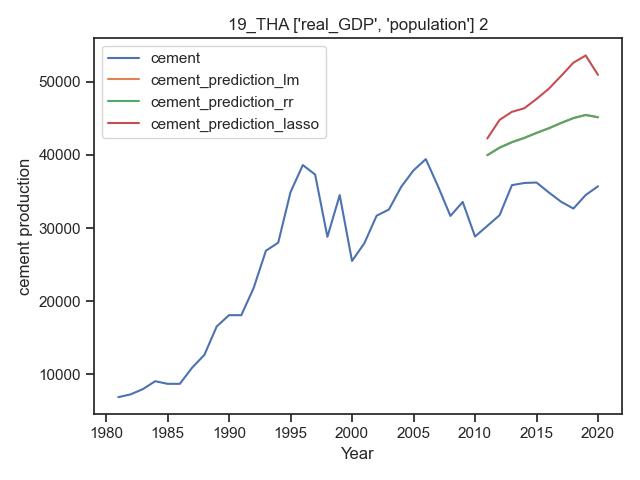 19_THA ['real_GDP', 'population'] 2
cement
cement_prediction_lm
cement_prediction_rr
cement_prediction_lasso
50000
40000
30000
20000
10000
cement production
1980 1985 1990 1995 2000 2005 2010 2015 2020
Year